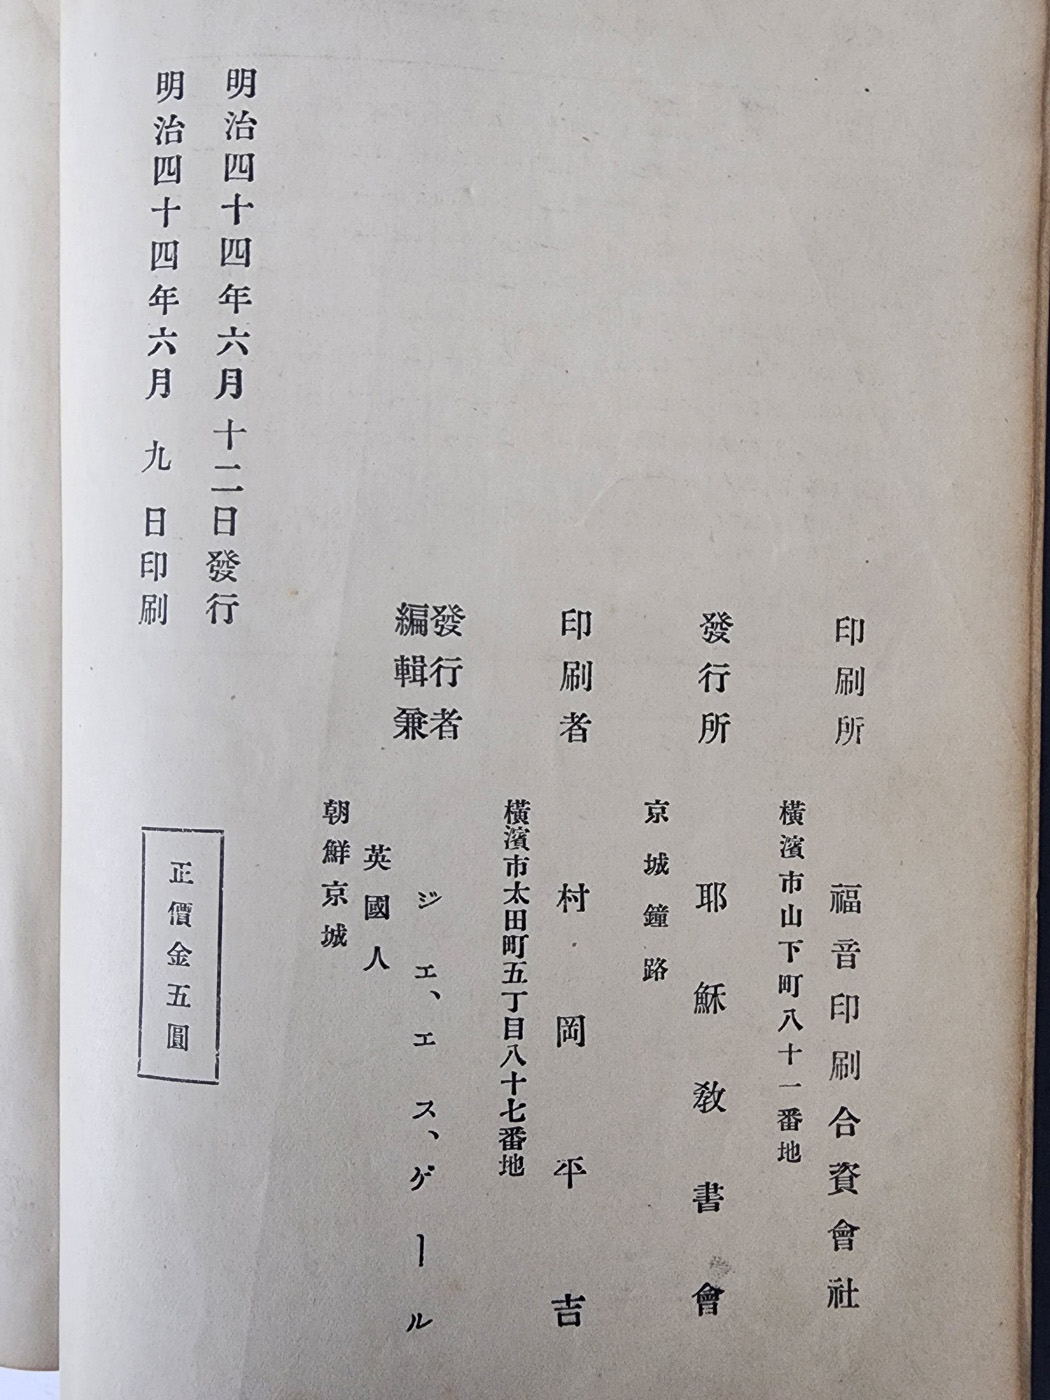 明治四十四年六月九日印刷
明治四十四年六月十二日發行
正價金五圓
編輯兼
發行者
朝鮮京城
英國人
ジエ、エス、ゲール
印刷者
横濱市太田町五丁目八十七番地
村岡平吉
發行所
京城鐘路
耶穌教書會
印刷所
横濱市山下町八十一番地
福音印刷合資會社